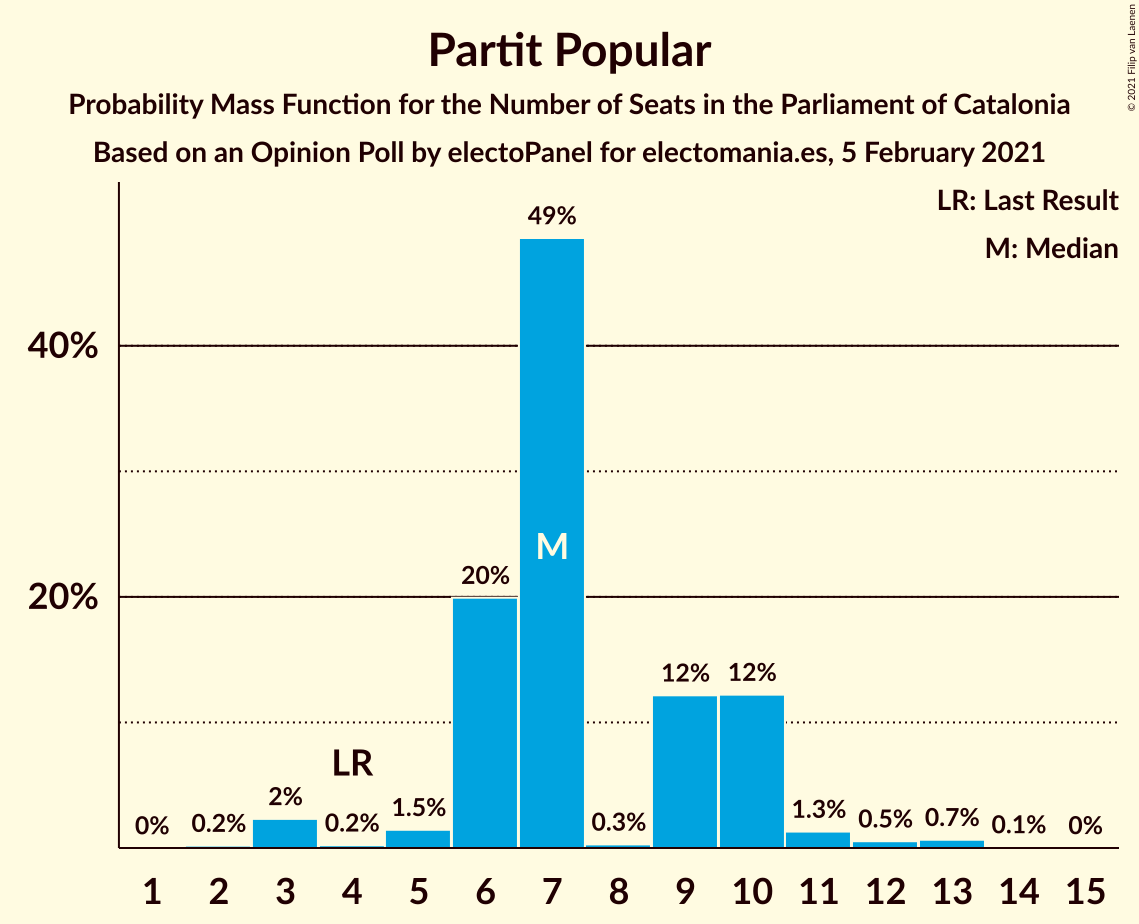 Partit Popular
Probability Mass Function for the Number of Seats in the Parliament of Catalonia
Based on an Opinion Poll by electoPanel for electomania.es, 5 February 2021
© 2021 Filip van Laenen
LR: Last Result
M: Median
49%
40%
M
20%
20%
12% 12%
LR
0% 0.2% 2% 0.2% 1.5% 0.3% 1.3% 0.5% 0.7% 0.1% 0%
1 2 3 4 5 6 7 8 9 10 11 12 13 14 15